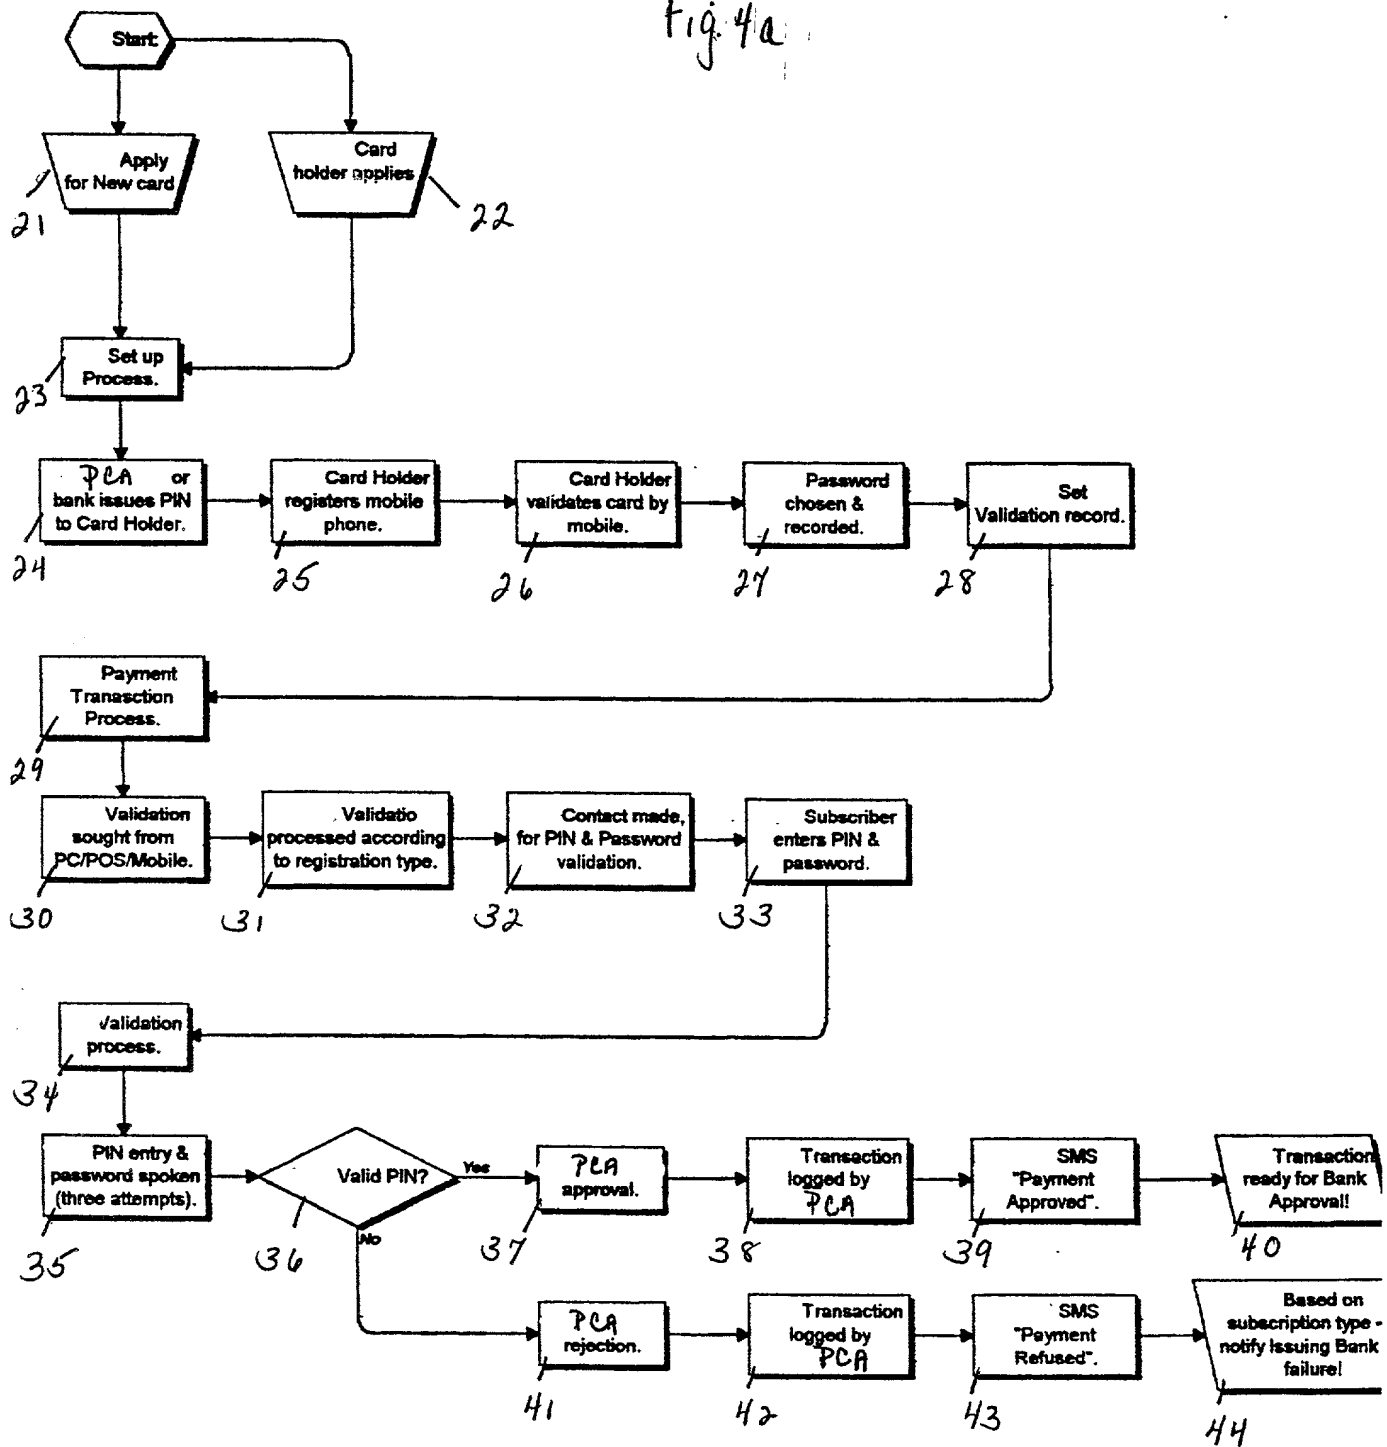 Fig. 4a
Start.
Apply
for New card
Card
holder applies
21
22
Set up
Process.
23
PCA or
bank issues PIN
to Card Holder.
Card Holder
registers mobile
phone.
Card Holder
validates card by
mobile.
Password
chosen &
recorded.
Set
Validation record.
24
25
26
27
28
Payment
Tranasction
Process.
29
Validation
sought from
PC/POS/Mobile.
Validatio
processed according
to registration type.
Contact made,
for PIN & Password
validation.
Subscriber
enters PIN &
password.
30
31
32
33
Validation
process.
34
PIN entry &
password spoken
(three attempts).
Valid PIN?
Yes
No
PCA
approval.
Transaction
logged by
PCA
SMS
"Payment
Approved".
Transaction
ready for Bank
Approval!
35
36
37
38
39
40
PCA
rejection.
Transaction
logged by
PCA
SMS
"Payment
Refused".
Based on
subscription type -
notify Issuing Bank
failure!
41
42
43
44